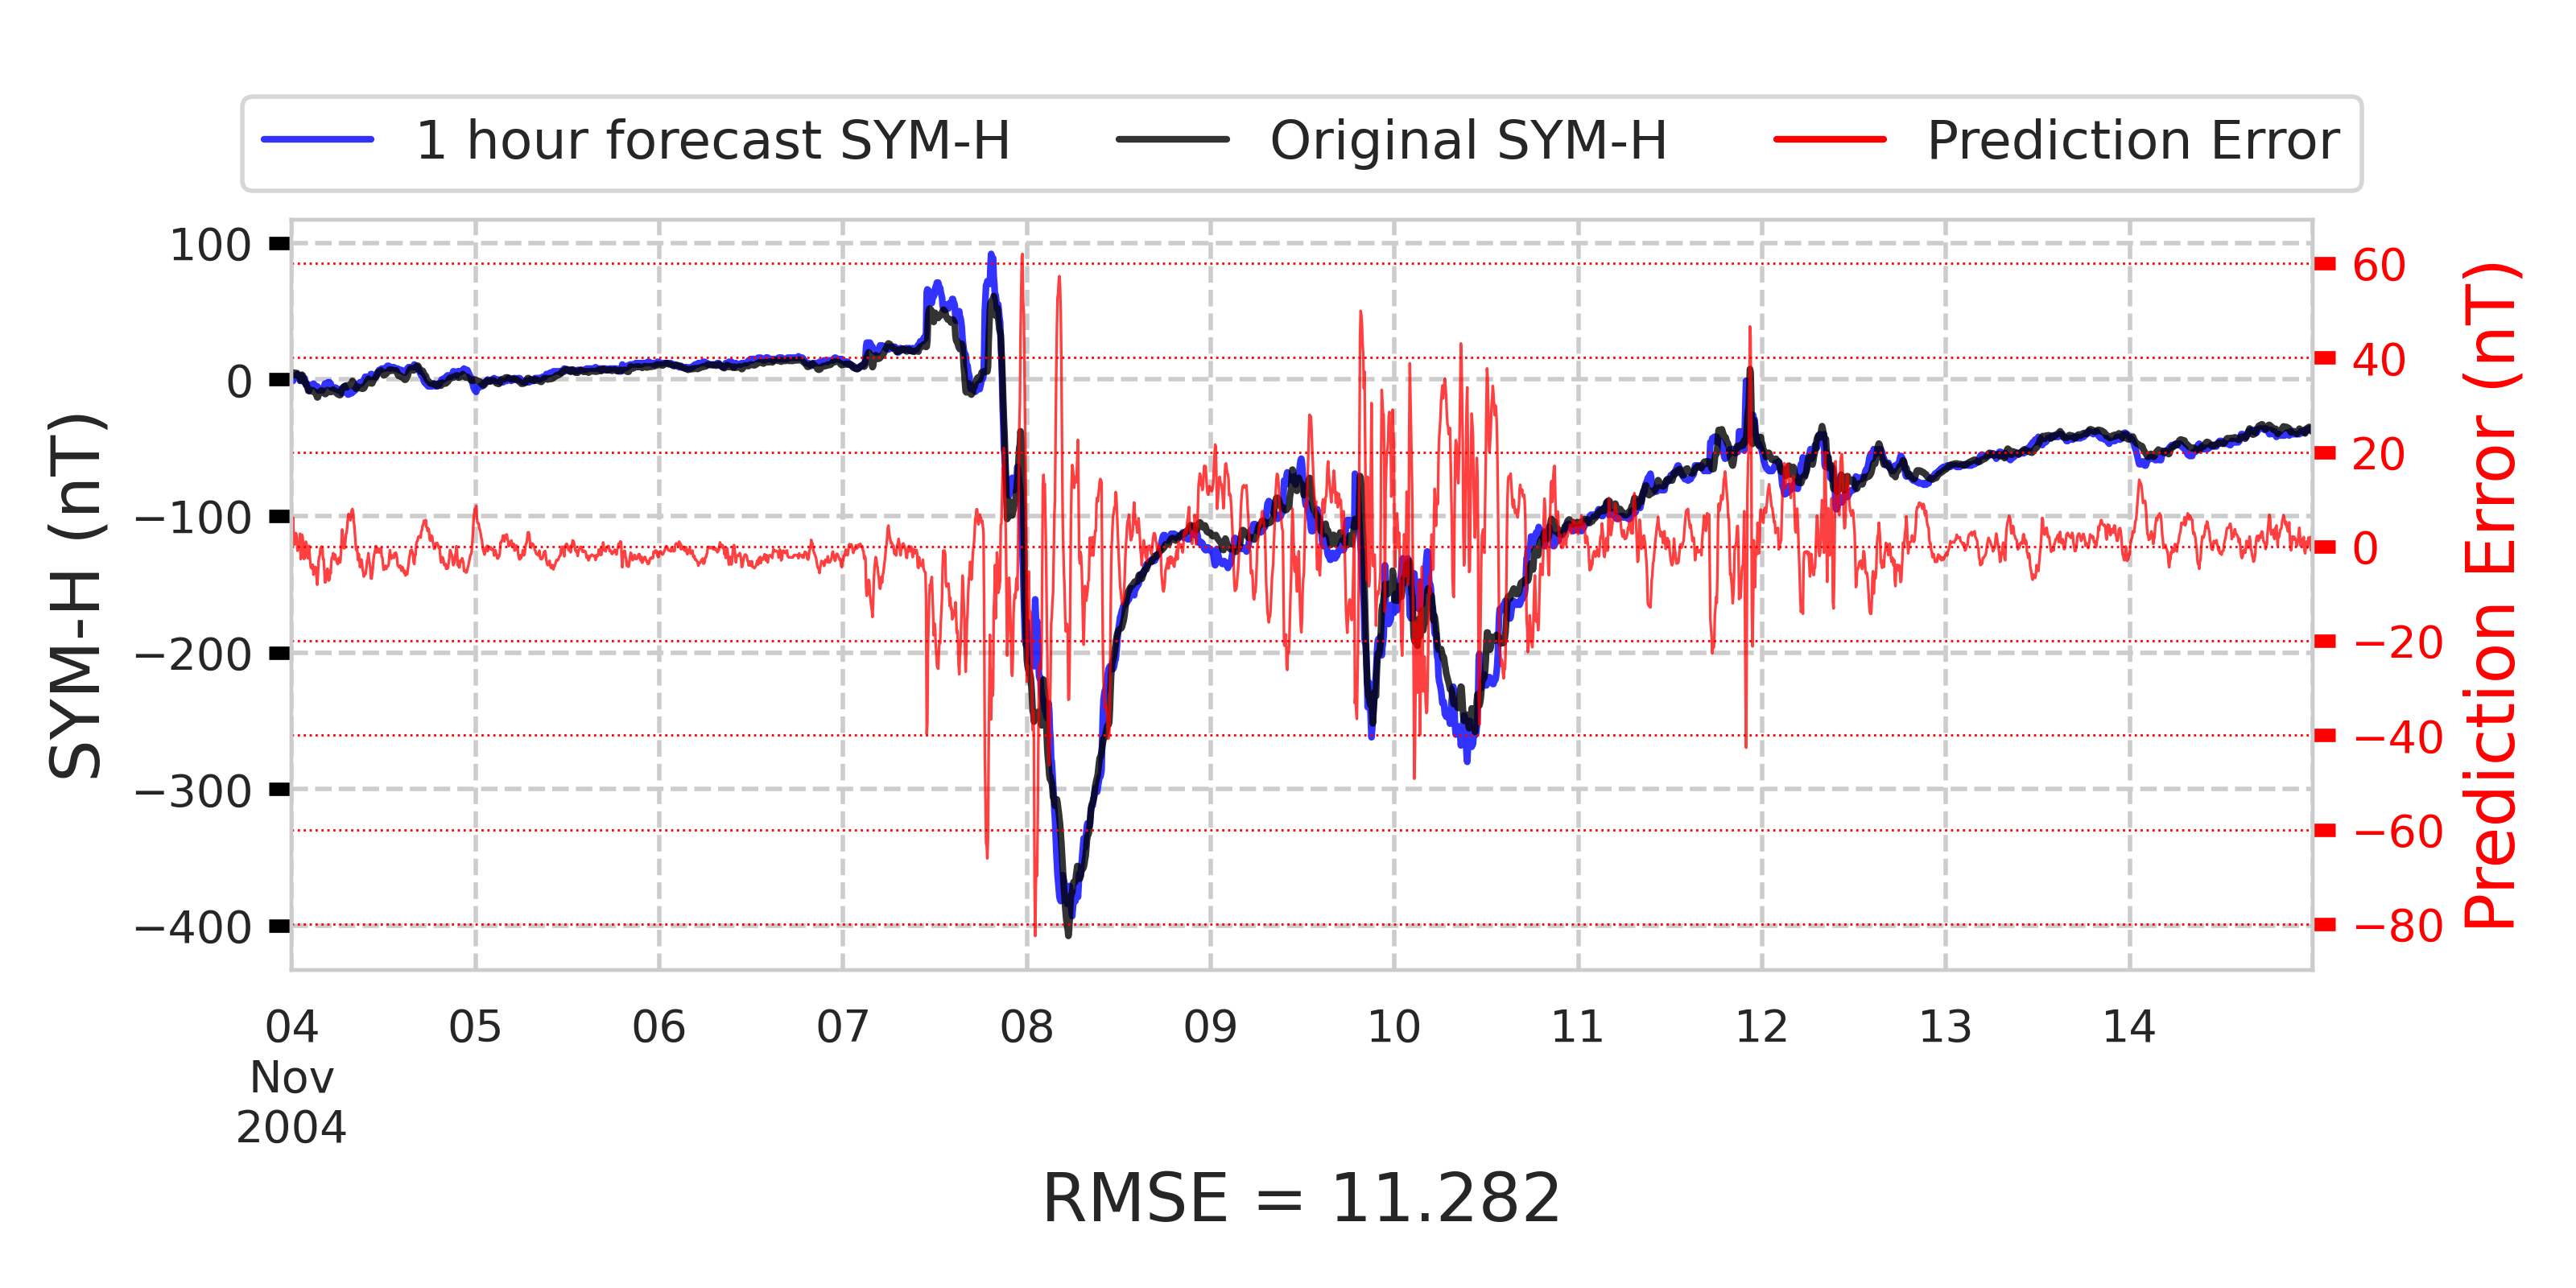 1 hour forecast SYM-H Original SYM-H Prediction Error
100
0
−100
−200
−300
−400
SYM-H (nT)
60
40
20
0
−20
−40
−60
−80
Prediction Error (nT)
04 05 06 07 08 09 10 11 12 13 14
Nov
2004
RMSE = 11.282